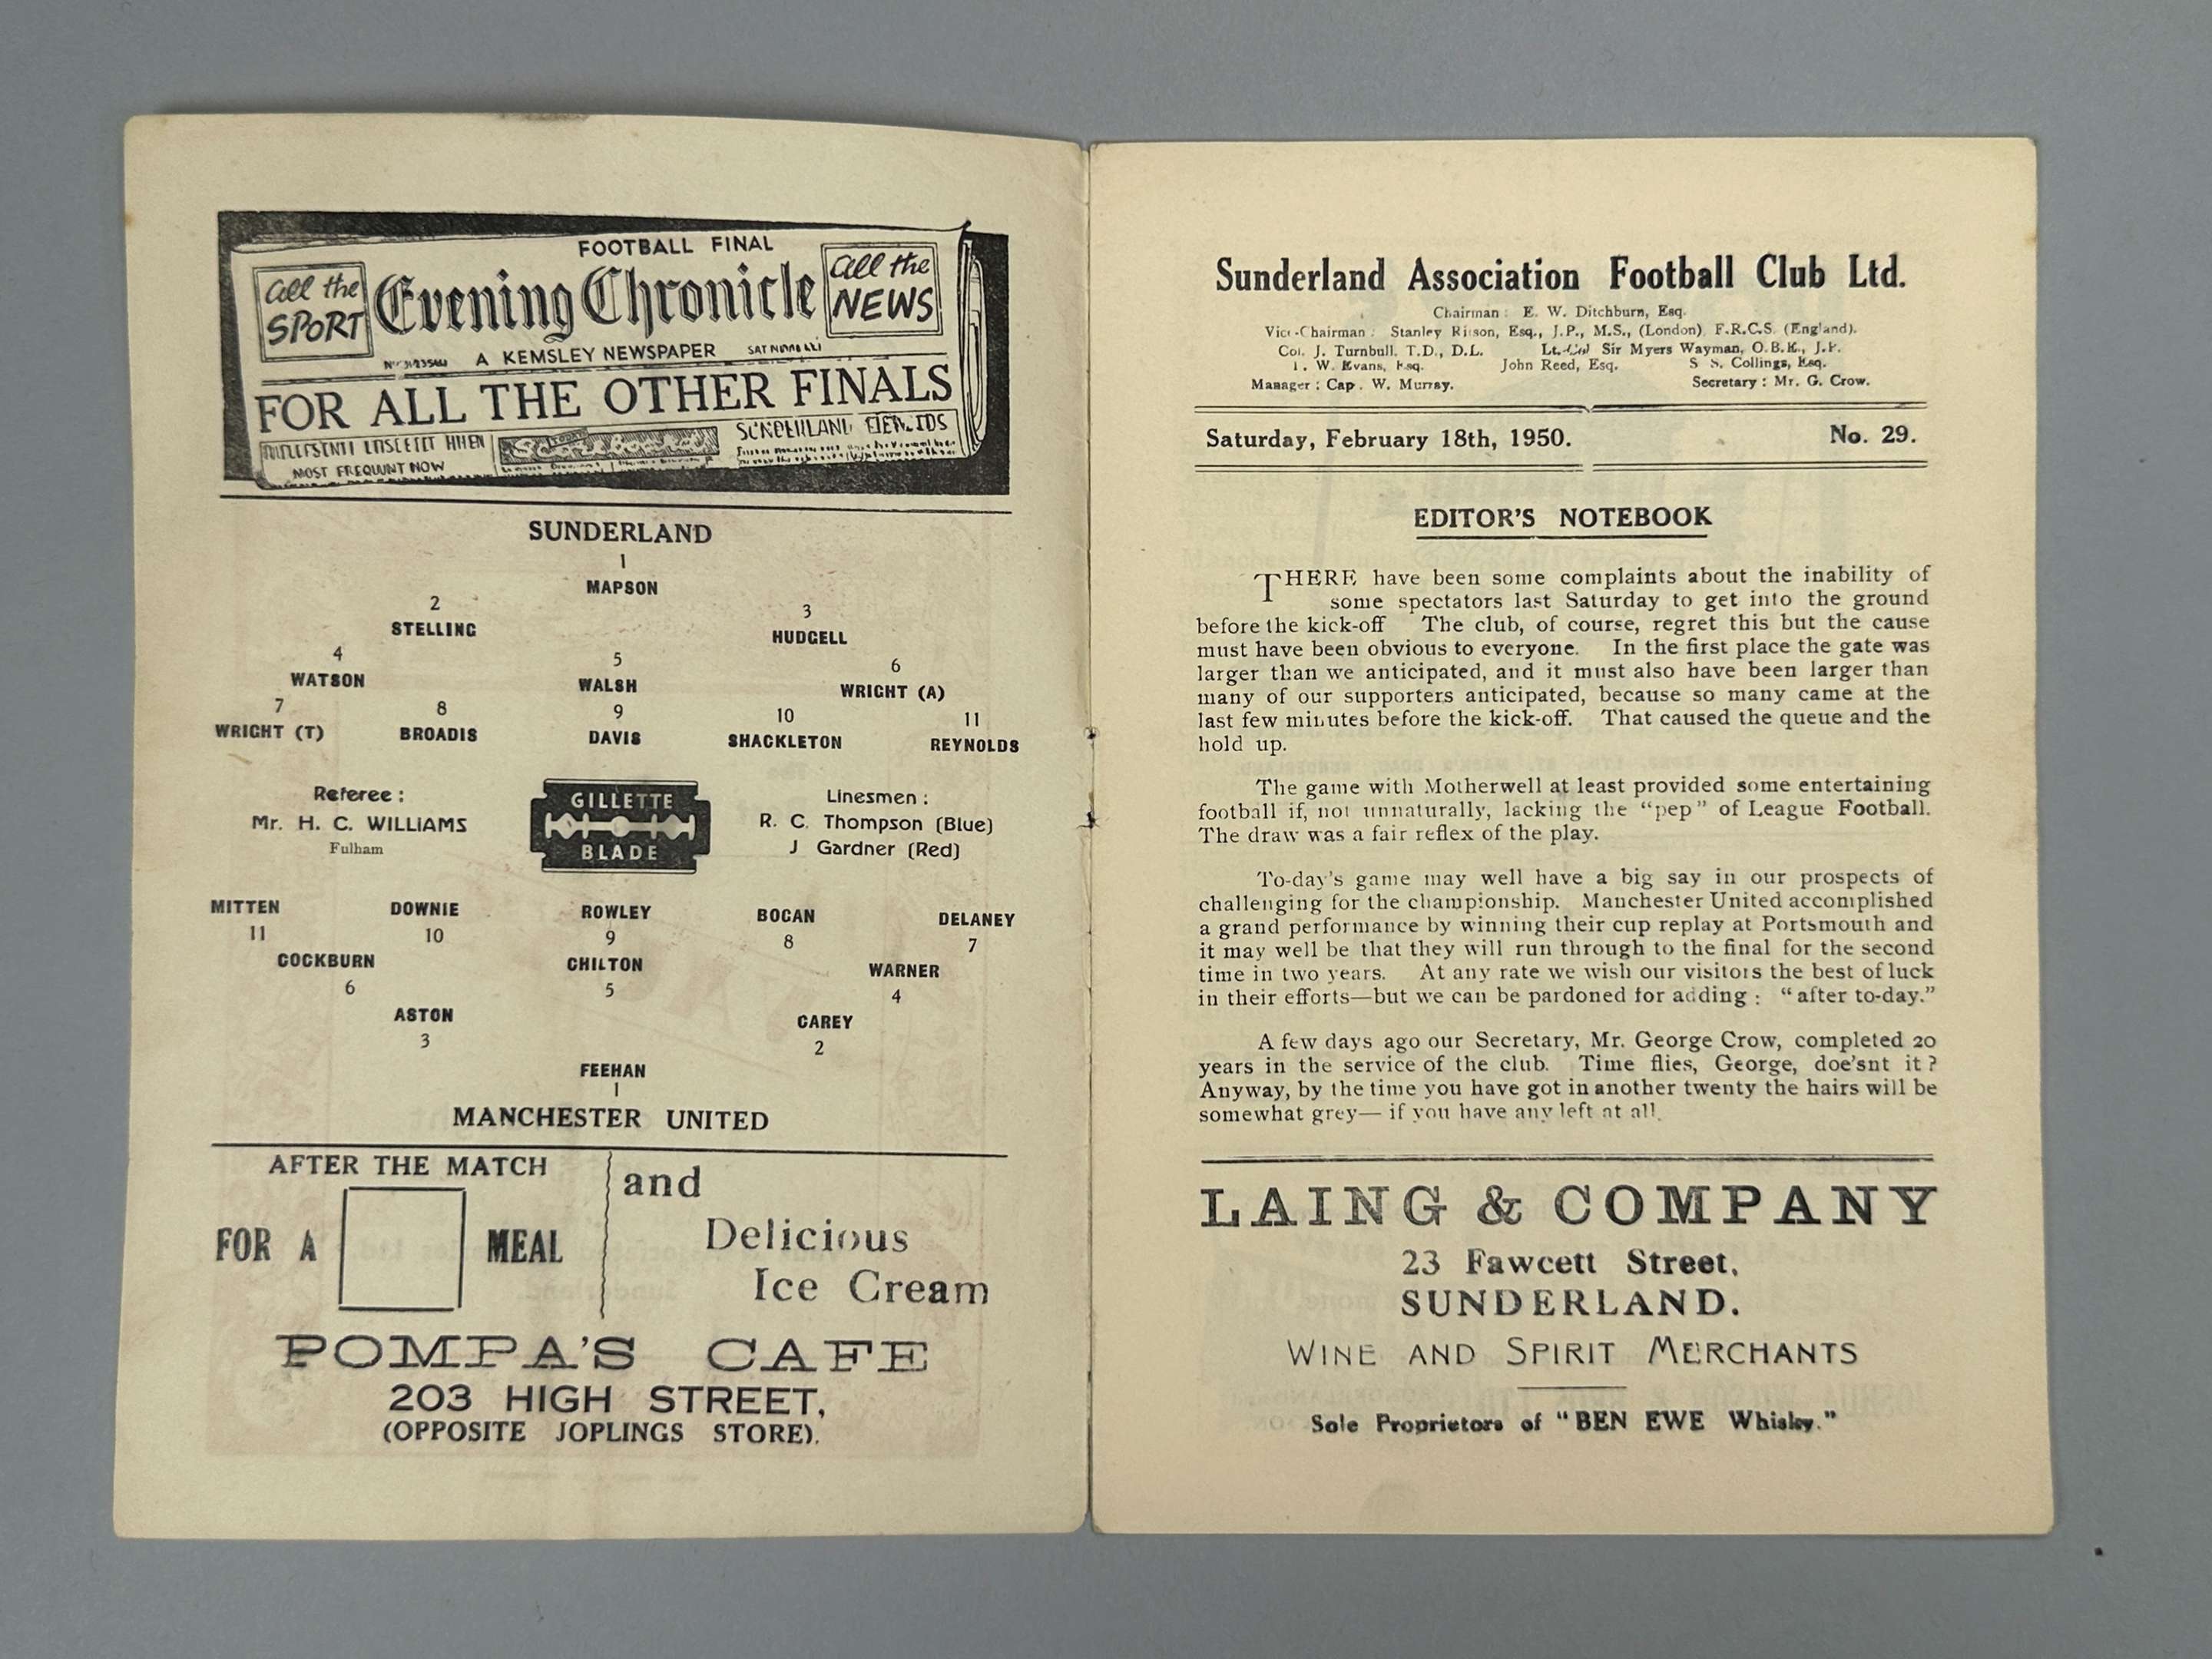 FOOTBALL FINAL
All the SPORT
Evening Chronicle
All the NEWS
A KEMSLEY NEWSPAPER
FOR ALL THE OTHER FINALS
MOST FREQUUNT NOW
SUNDERLAND
1
MAPSON
2 3
STELLING HUDGELL
4 5 6
WATSON WALSH WRIGHT (A)
7 8 9 10 11
WRIGHT (T) BROADIS DAVIS SHACKLETON REYNOLDS
Referee :
Mr. H. C. WILLIAMS
Fulham
GILLETTE
BLADE
Linesmen :
R. C. Thompson (Blue)
J Gardner (Red)
MITTEN DOWNIE ROWLEY BOGAN DELANEY
11 10 9 8 7
COCKBURN CHILTON WARNER
6 5 4
ASTON CAREY
3 2
FEEHAN
1
MANCHESTER UNITED
AFTER THE MATCH
FOR A MEAL
and
Delicious
Ice Cream
POMPA'S CAFE
203 HIGH STREET,
(OPPOSITE JOPLINGS STORE).
Sunderland Association Football Club Ltd.
Chairman : E. W. Ditchburn, Esq.
Vice-Chairman : Stanley Ritson, Esq., J.P., M.S., (London) F.R.C.S. (England).
Col. J. Turnbull, T.D., D.L. Lt.-Col Sir Myers Wayman, O.B.E., J.P.
W. Evans, Esq. John Reed, Esq. S S. Collings, Esq.
Manager : Cap. W. Murray. Secretary : Mr. G. Crow.
Saturday, February 18th, 1950. No. 29.
EDITOR'S NOTEBOOK
THERE have been some complaints about the inability of
some spectators last Saturday to get into the ground
before the kick-off The club, of course, regret this but the cause
must have been obvious to everyone. In the first place the gate was
larger than we anticipated, and it must also have been larger than
many of our supporters anticipated, because so many came at the
last few minutes before the kick-off. That caused the queue and the
hold up.
The game with Motherwell at least provided some entertaining
football if, not unnaturally, lacking the "pep" of League Football.
The draw was a fair reflex of the play.
To-day's game may well have a big say in our prospects of
challenging for the championship. Manchester United accomplished
a grand performance by winning their cup replay at Portsmouth and
it may well be that they will run through to the final for the second
time in two years. At any rate we wish our visitors the best of luck
in their efforts—but we can be pardoned for adding : "after to-day."
A few days ago our Secretary, Mr. George Crow, completed 20
years in the service of the club. Time flies, George, doe'snt it ?
Anyway, by the time you have got in another twenty the hairs will be
somewhat grey— if you have any left at all.
LAING & COMPANY
23 Fawcett Street,
SUNDERLAND.
WINE AND SPIRIT MERCHANTS
Sole Proprietors of "BEN EWE Whisky."